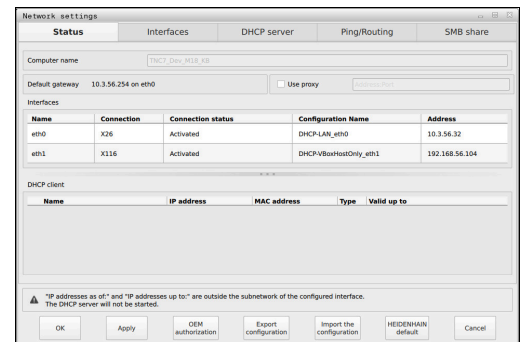 Network settings
Status Interfaces DHCP server Ping/Routing SMB share
Computer name TNCT_Dev_M18_KB
Default gateway 10.3.56.254 on eth0 Use proxy Address:Port
Interfaces
Name Connection Connection status Configuration Name Address
eth0 X26 Activated DHCP-LAN_eth0 10.3.56.32
eth1 X116 Activated DHCP-VBoxHostOnly_eth1 192.168.56.104
DHCP client
Name IP address MAC address Type Valid up to
"IP addresses as of:" and "IP addresses up to:" are outside the subnetwork of the configured interface.
The DHCP server will not be started.
OK Apply OEM authorization Export configuration Import the configuration HEIDENHAIN default Cancel